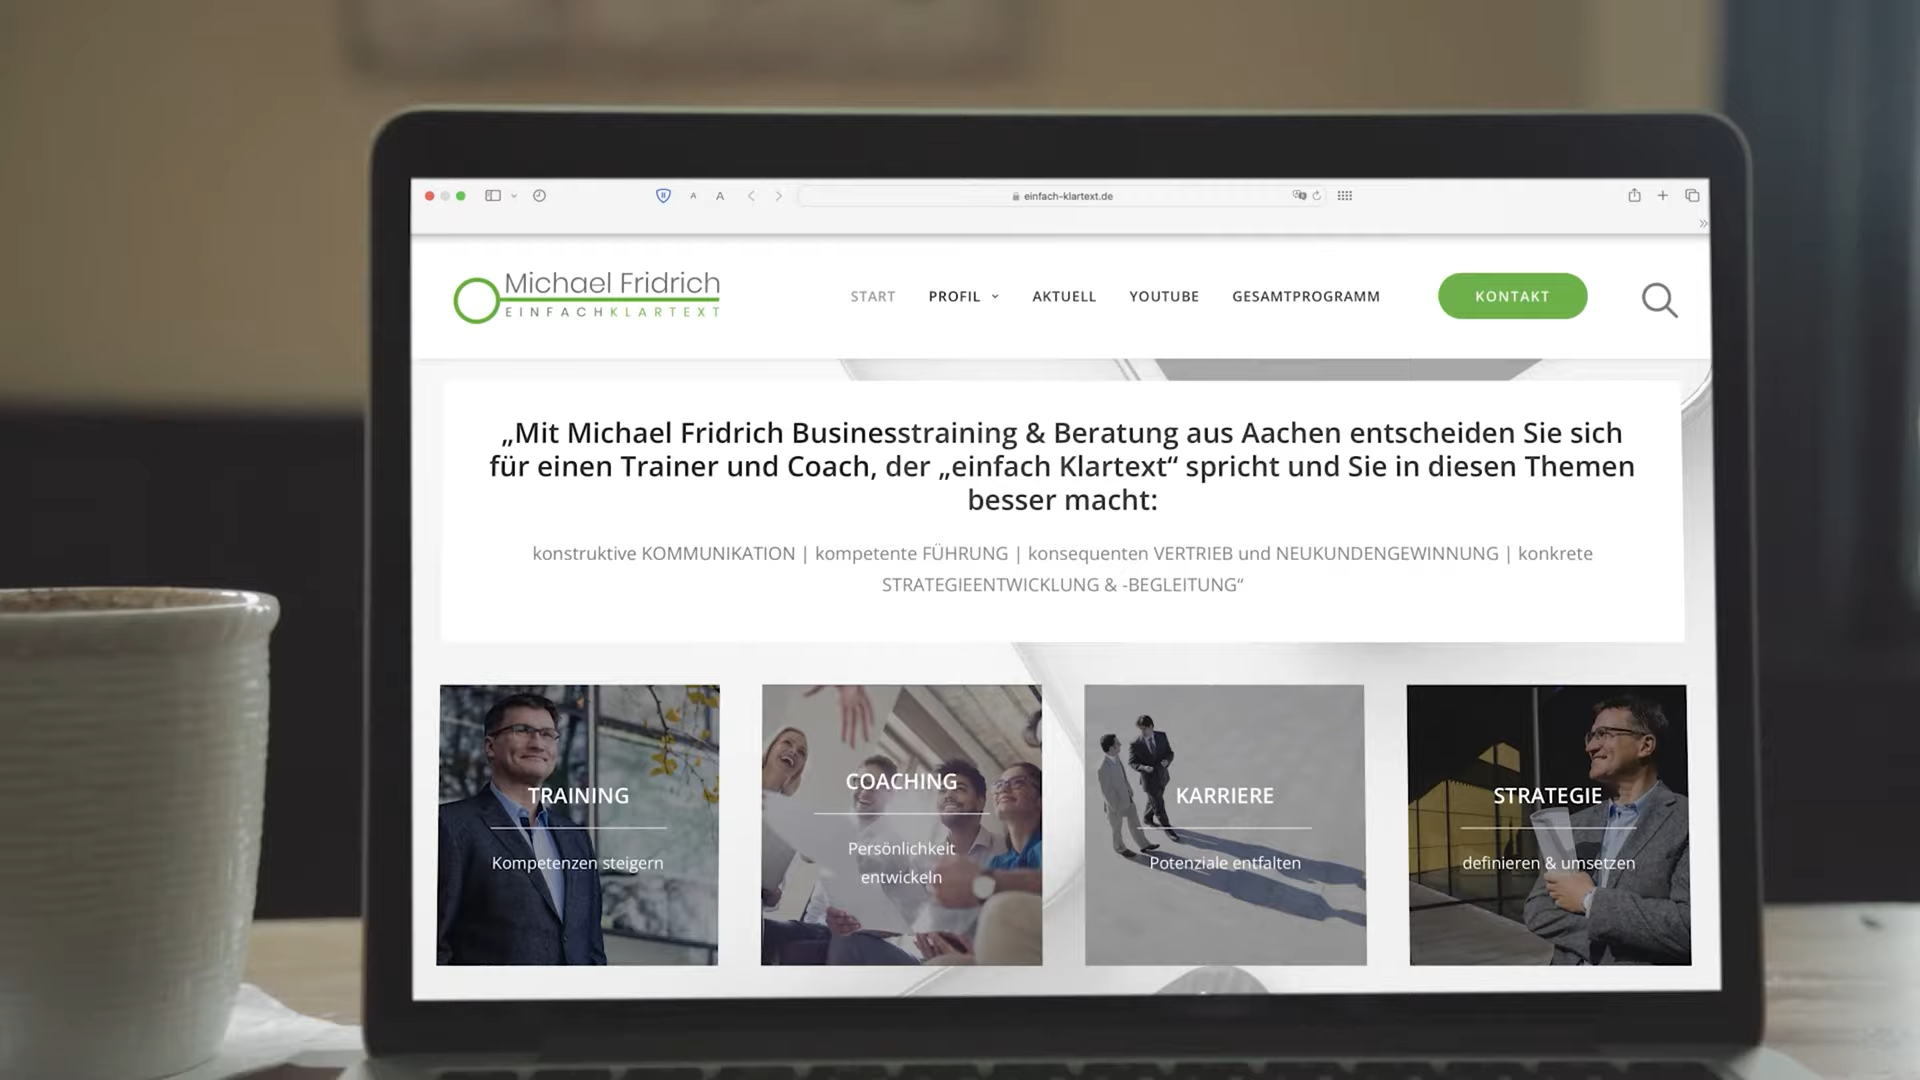 A A
einfach-klartext.de
Michael Fridrich
EINFACHKLARTEXT
START PROFIL AKTUELL YOUTUBE GESAMTPROGRAMM KONTAKT
„Mit Michael Fridrich Businesstraining & Beratung aus Aachen entscheiden Sie sich
für einen Trainer und Coach, der „einfach Klartext“ spricht und Sie in diesen Themen
besser macht:
konstruktive KOMMUNIKATION | kompetente FÜHRUNG | konsequenten VERTRIEB und NEUKUNDENGEWINNUNG | konkrete
STRATEGIEENTWICKLUNG & -BEGLEITUNG“
TRAINING
Kompetenzen steigern
COACHING
Persönlichkeit
entwickeln
KARRIERE
Potenziale entfalten
STRATEGIE
definieren & umsetzen